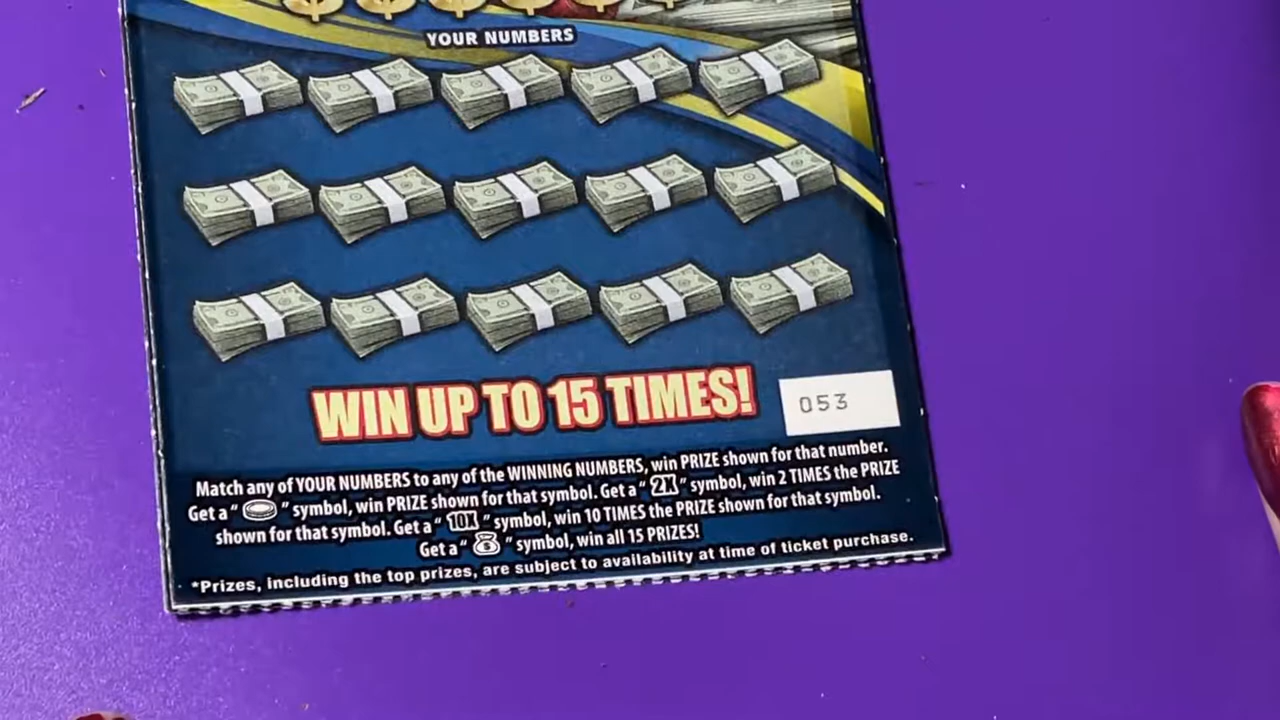 YOUR NUMBERS
WIN UP TO 15 TIMES!
053
Match any of YOUR NUMBERS to any of the WINNING NUMBERS, win PRIZE shown for that number.
Get a " " symbol, win PRIZE shown for that symbol. Get a " 2X " symbol, win 2 TIMES the PRIZE
shown for that symbol. Get a " 10X " symbol, win 10 TIMES the PRIZE shown for that symbol.
Get a " " symbol, win all 15 PRIZES!
*Prizes, including the top prizes, are subject to availability at time of ticket purchase.